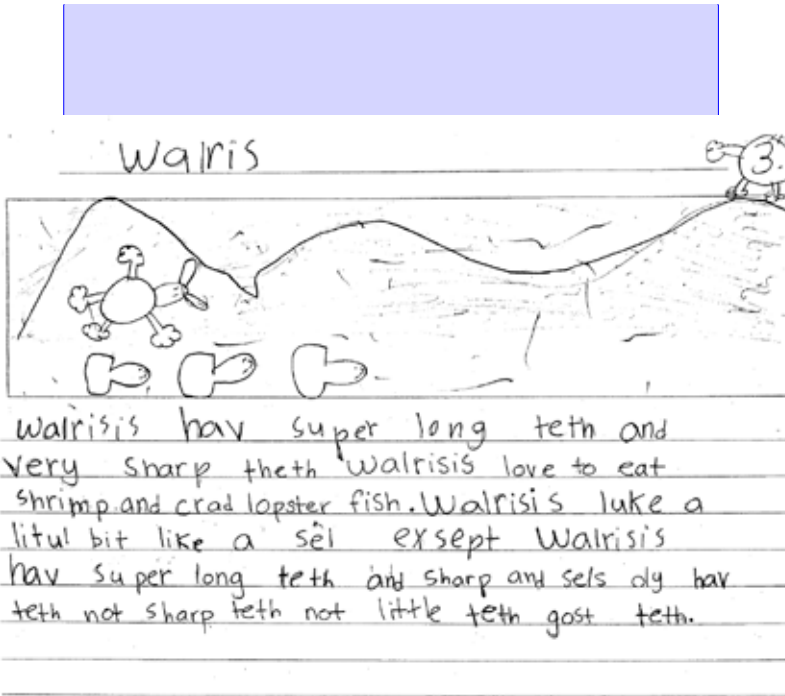 Walris
3
walrisis hav super long teth and
very sharp theth walrisis love to eat
shrimp and crad lopster fish. Walrisis luke a
litul bit like a sel exsept Walrisis
hav super long teth and sharp and sels oly hav
teth not sharp teth not little teth gost teth.